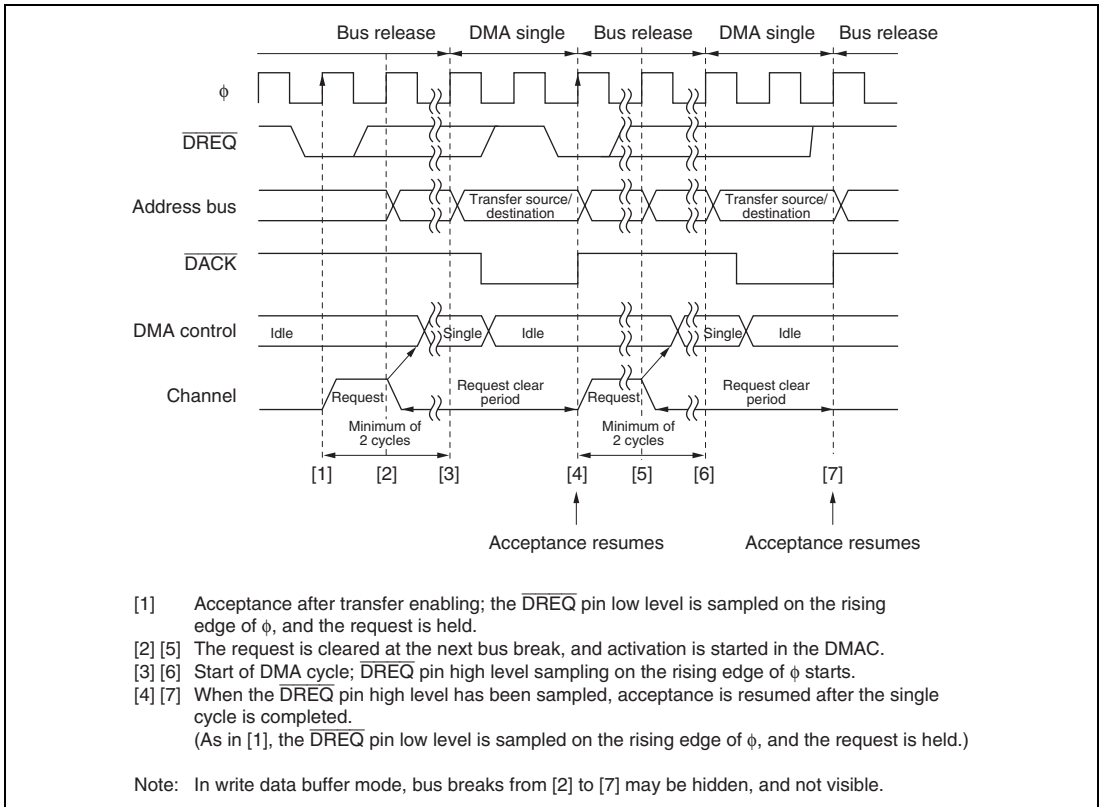 Bus release DMA single Bus release DMA single Bus release
φ
DREQ
Address bus Transfer source/ destination Transfer source/ destination
DACK
DMA control Idle Single Idle Single Idle
Channel Request Request clear period Request Request clear period
Minimum of 2 cycles Minimum of 2 cycles
[1] [2] [3] [4] [5] [6] [7]
Acceptance resumes Acceptance resumes
[1] Acceptance after transfer enabling; the DREQ pin low level is sampled on the rising
edge of φ, and the request is held.
[2] [5] The request is cleared at the next bus break, and activation is started in the DMAC.
[3] [6] Start of DMA cycle; DREQ pin high level sampling on the rising edge of φ starts.
[4] [7] When the DREQ pin high level has been sampled, acceptance is resumed after the single
cycle is completed.
(As in [1], the DREQ pin low level is sampled on the rising edge of φ, and the request is held.)
Note: In write data buffer mode, bus breaks from [2] to [7] may be hidden, and not visible.